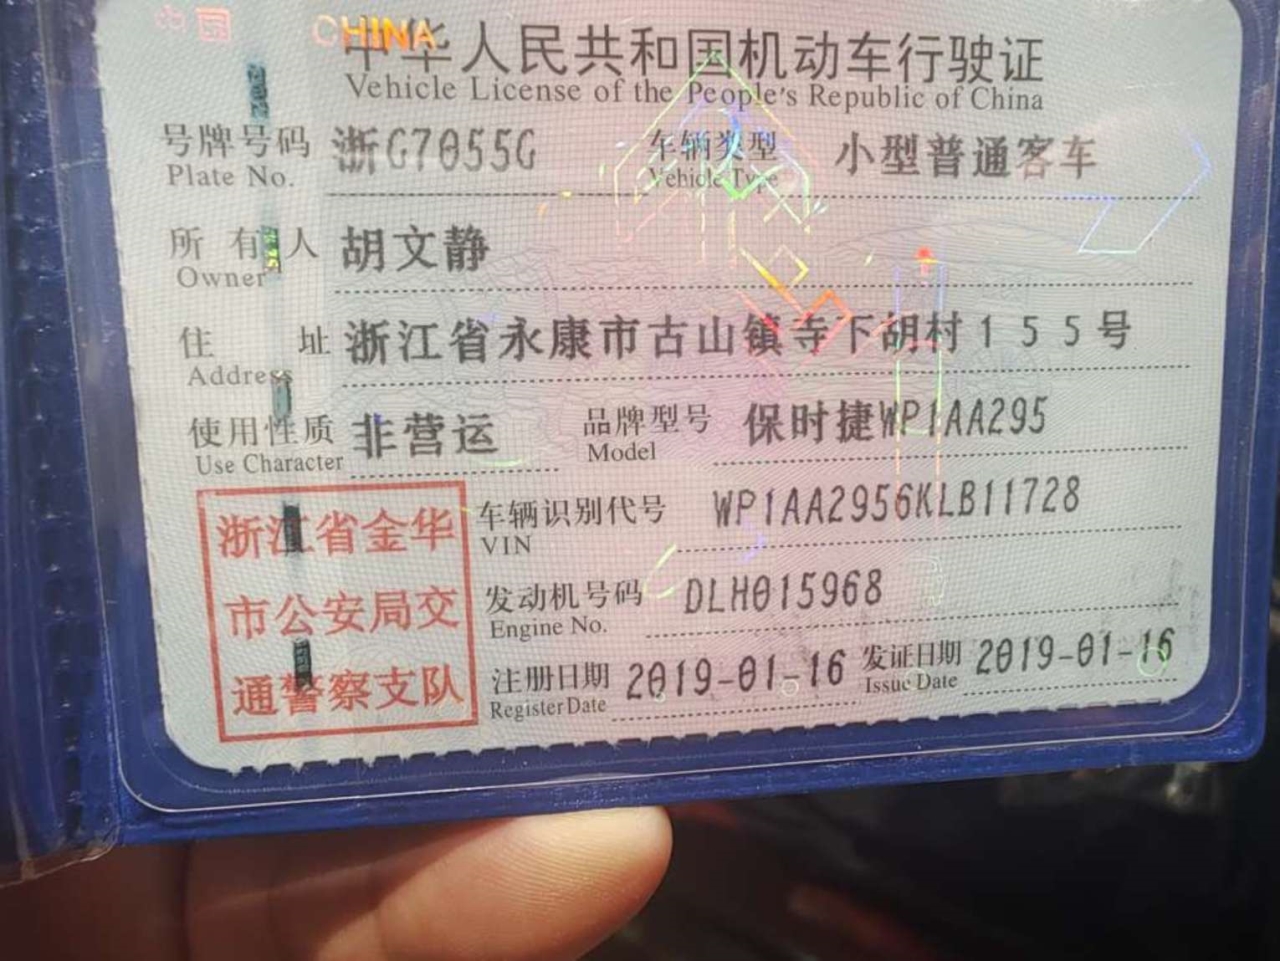 中国 CHINA
中华人民共和国机动车行驶证
Vehicle License of the People's Republic of China
号牌号码 浙G7055G 车辆类型 小型普通客车
Plate No. Vehicle Type
所有人 胡文静
Owner
住址 浙江省永康市古山镇寺下胡村155号
Address
使用性质 非营运 品牌型号 保时捷WP1AA295
Use Character Model
车辆识别代号 WP1AA2956KLB11728
VIN
发动机号码 DLH015968
Engine No.
注册日期 2019-01-16 发证日期 2019-01-16
Register Date Issue Date
浙江省金华
市公安局交
通警察支队